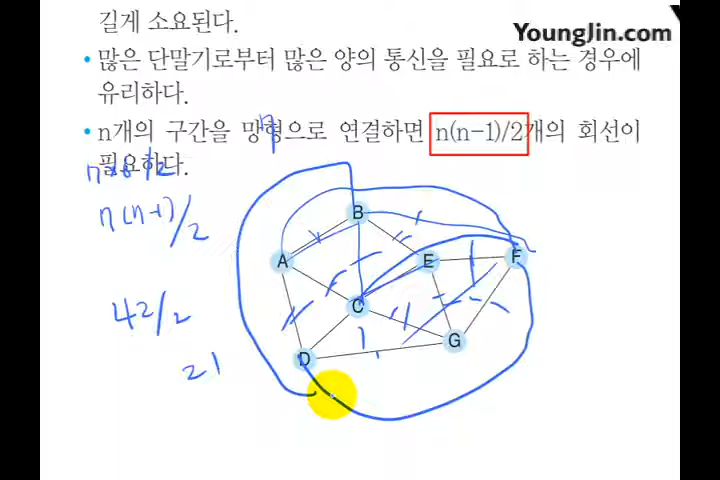 길게 소요된다.
YoungJin.com
• 많은 단말기로부터 많은 양의 통신을 필요로 하는 경우에
유리하다.
• n개의 구간을 망형으로 연결하면 n(n-1)/2개의 회선이
필요하다.
7
n(n-1)/2
42/2
21
B
A
E
F
C
G
D